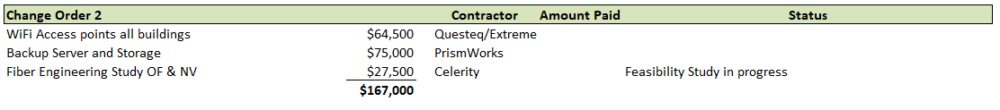 Change Order 2 Contractor Amount Paid Status
WiFi Access points all buildings $64,500 Questeq/Extreme
Backup Server and Storage $75,000 PrismWorks
Fiber Engineering Study OF & NV $27,500 Celerity Feasibility Study in progress
$167,000